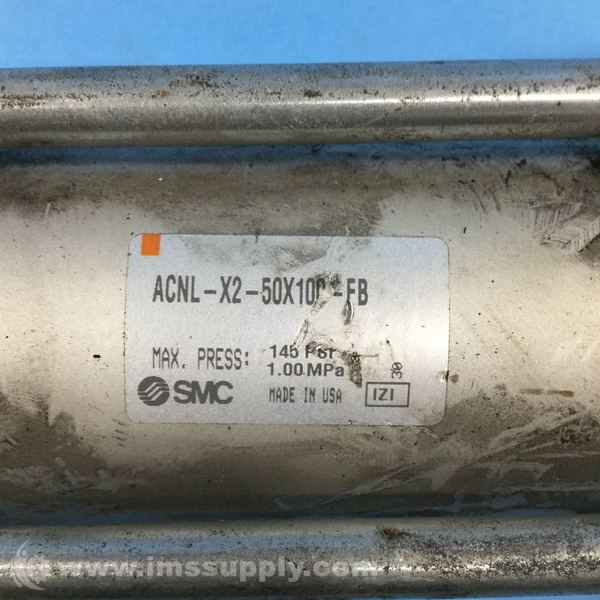 ACNL-X2-50X100-FB
MAX. PRESS: 145 PSI
1.00 MPa
SMC MADE IN USA IZI 30
www.imssupply.com